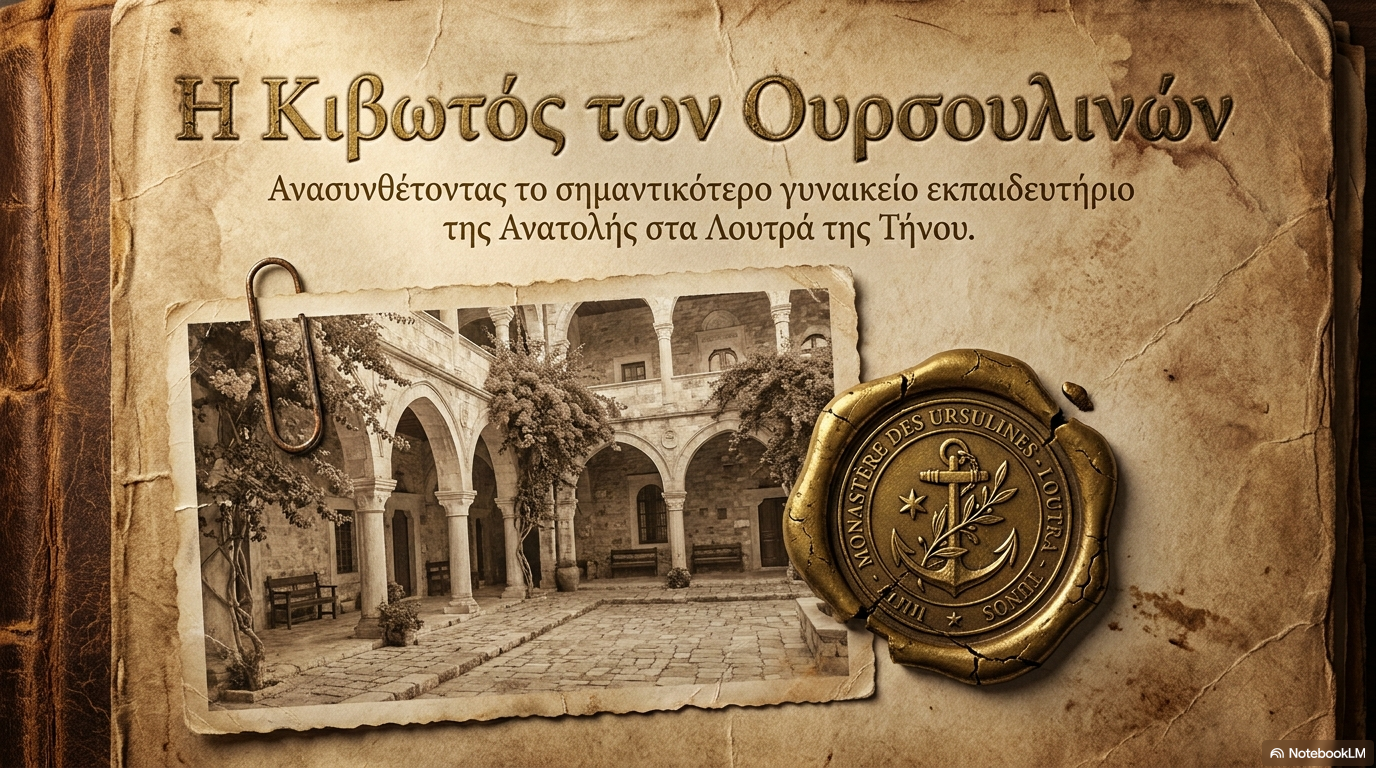 Η Κιβωτός των Ουρσουλινών
Ανασυνθέτοντας το σημαντικότερο γυναικείο εκπαιδευτήριο
της Ανατολής στα Λουτρά της Τήνου.
MONASTÈRE DES URSULINES · LOUTRA - TUNOS
NotebookLM